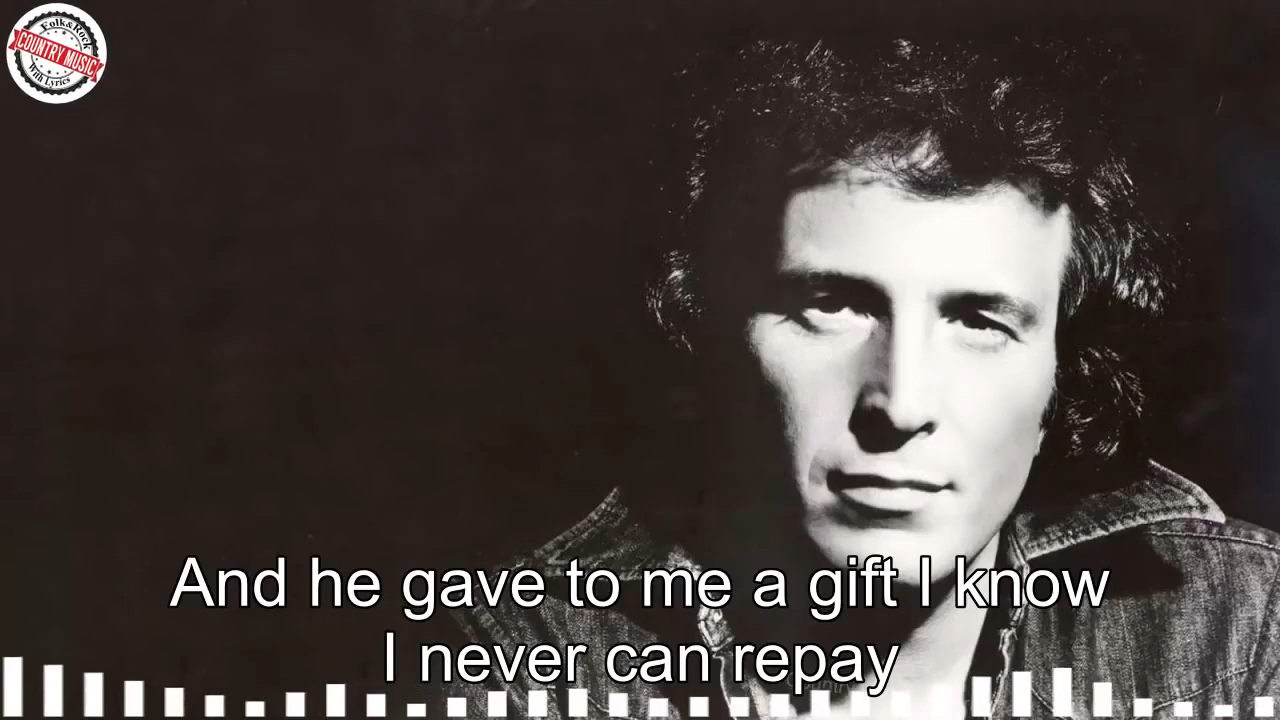 Folk&Rock
COUNTRY MUSIC
With Lyrics
And he gave to me a gift I know
I never can repay